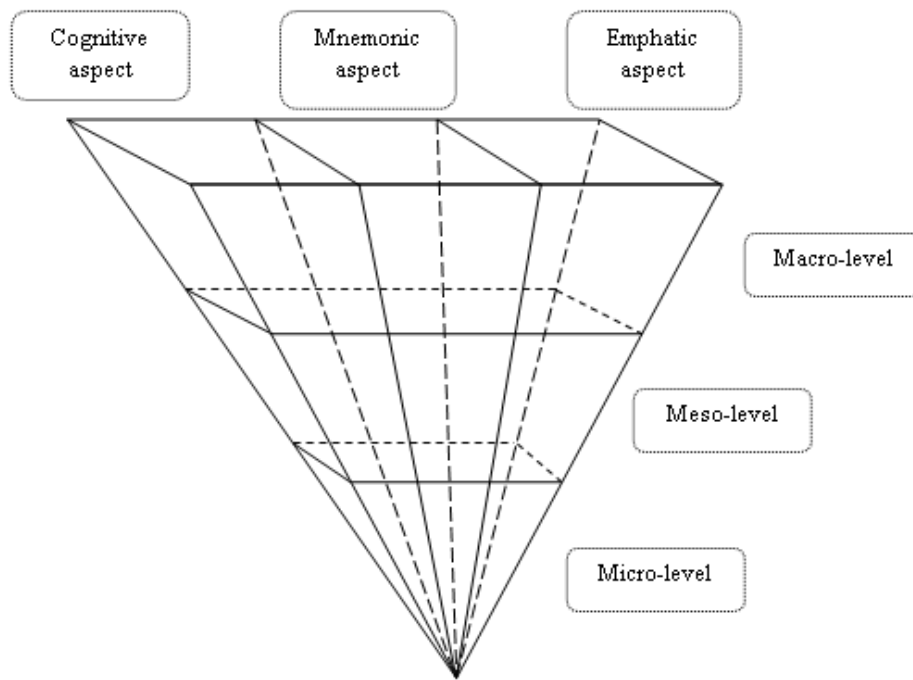 Cognitive
aspect
Mnemonic
aspect
Emphatic
aspect
Macro-level
Meso-level
Micro-level